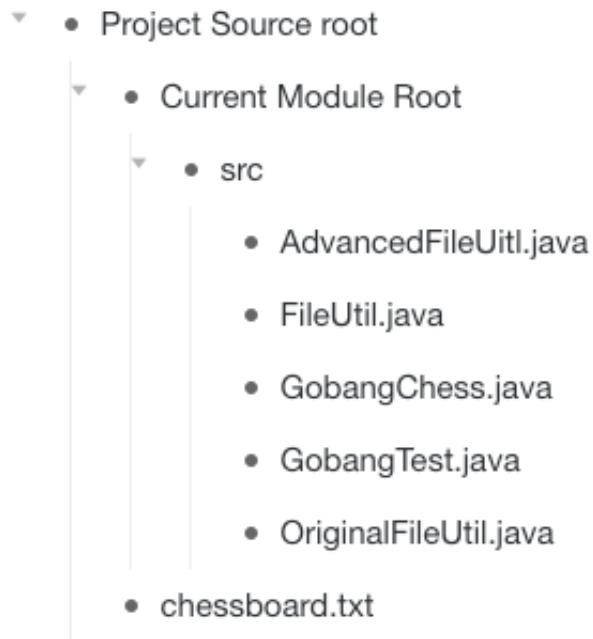 Project Source root
Current Module Root
src
AdvancedFileUitl.java
FileUtil.java
GobangChess.java
GobangTest.java
OriginalFileUtil.java
chessboard.txt